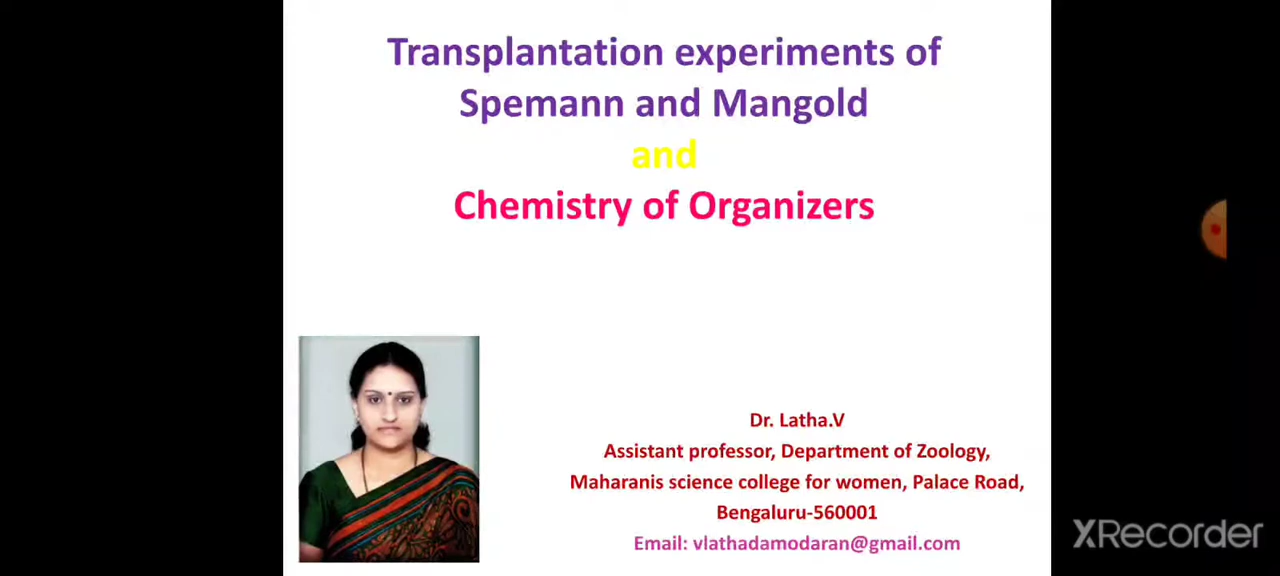 Transplantation experiments of
Spemann and Mangold
and
Chemistry of Organizers
Dr. Latha.V
Assistant professor, Department of Zoology,
Maharanis science college for women, Palace Road,
Bengaluru-560001
Email: vlathadamodaran@gmail.com
XRecorder